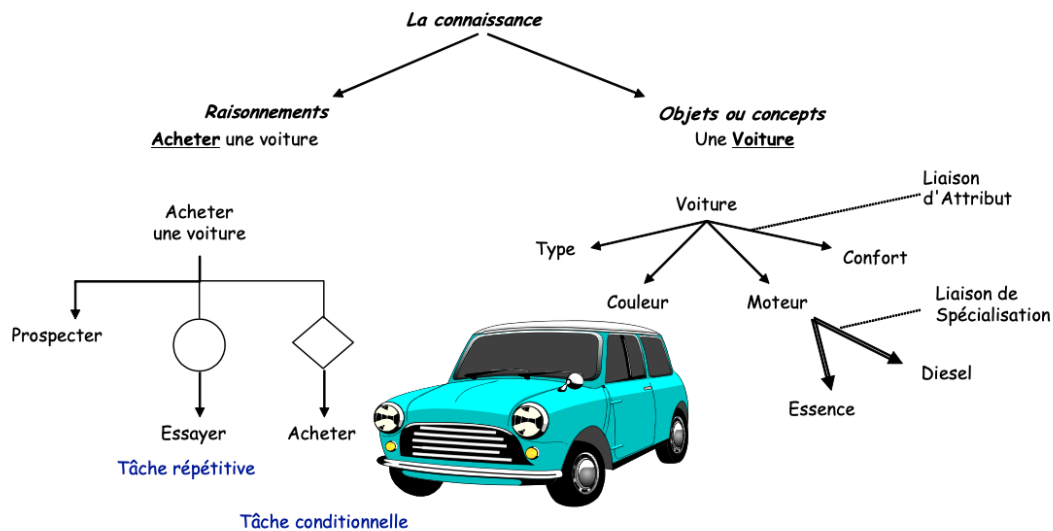 La connaissance
Raisonnements
Acheter une voiture
Objets ou concepts
Une Voiture
Acheter
une voiture
Prospecter
Essayer
Acheter
Tâche répétitive
Tâche conditionnelle
Voiture
Liaison
d'Attribut
Type
Confort
Couleur
Moteur
Liaison de
Spécialisation
Diesel
Essence